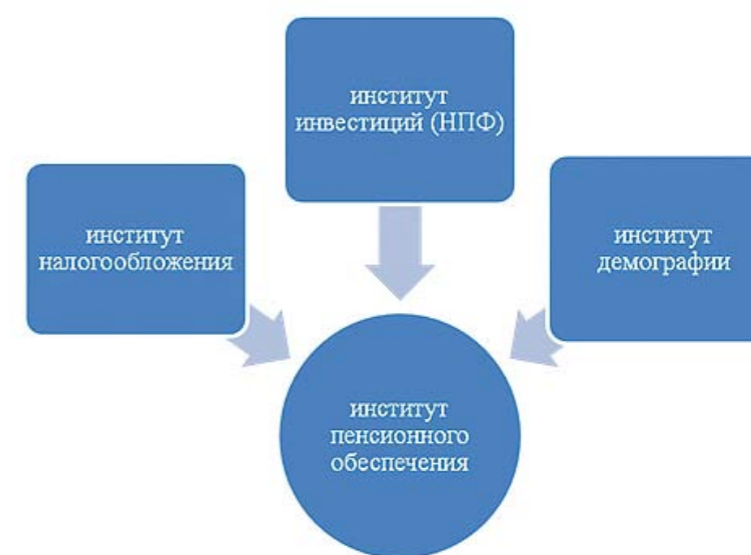 институт
инвестиций (НПФ)
институт
налогообложения
институт
демографии
институт
пенсионного
обеспечения